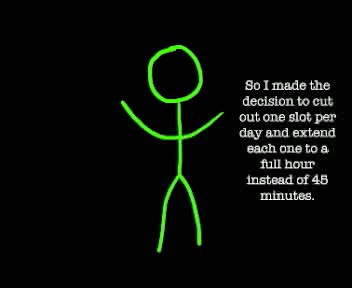 So I made the
decision to cut
out one slot per
day and extend
each one to a
full hour
instead of 45
minutes.